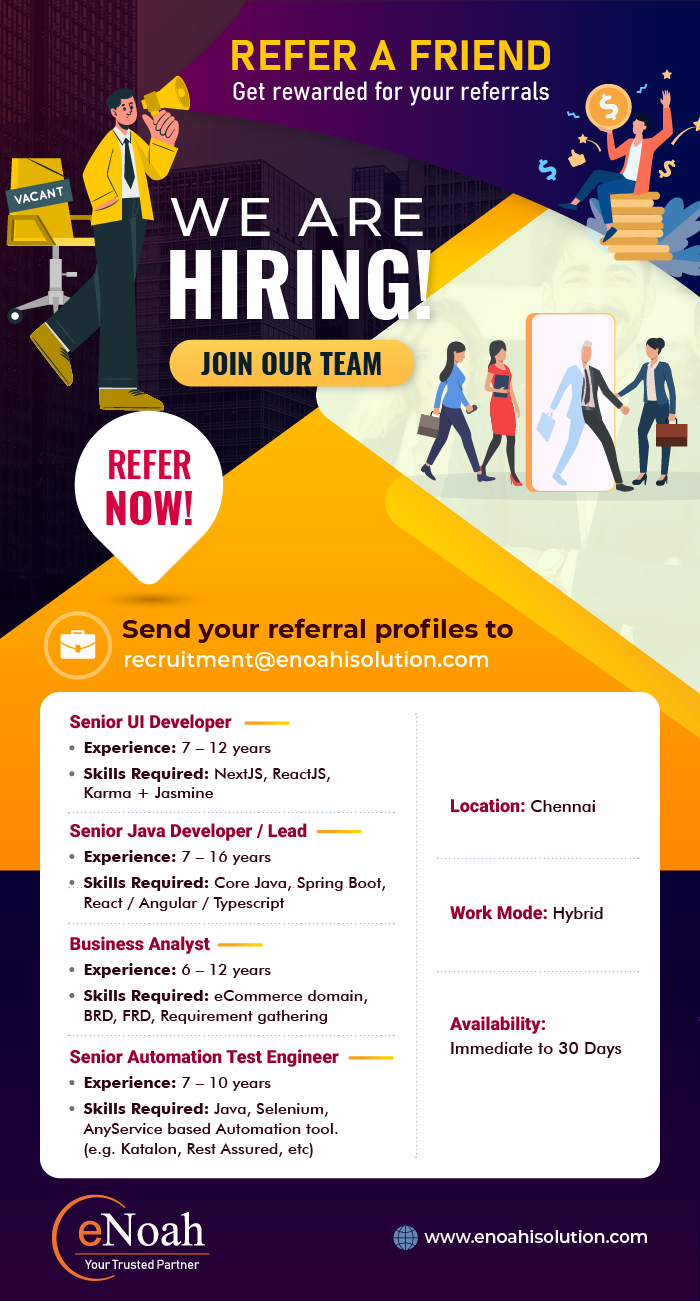 REFER A FRIEND
Get rewarded for your referrals
VACANT
WE ARE
HIRING!
JOIN OUR TEAM
REFER
NOW!
Send your referral profiles to
recruitment@enoahisolution.com
Senior UI Developer
• Experience: 7 – 12 years
• Skills Required: NextJS, ReactJS,
Karma + Jasmine
Senior Java Developer / Lead
• Experience: 7 – 16 years
• Skills Required: Core Java, Spring Boot,
React / Angular / Typescript
Business Analyst
• Experience: 6 – 12 years
• Skills Required: eCommerce domain,
BRD, FRD, Requirement gathering
Senior Automation Test Engineer
• Experience: 7 – 10 years
• Skills Required: Java, Selenium,
AnyService based Automation tool.
(e.g. Katalon, Rest Assured, etc)
Location: Chennai
Work Mode: Hybrid
Availability:
Immediate to 30 Days
eNoah
Your Trusted Partner
www.enoahisolution.com